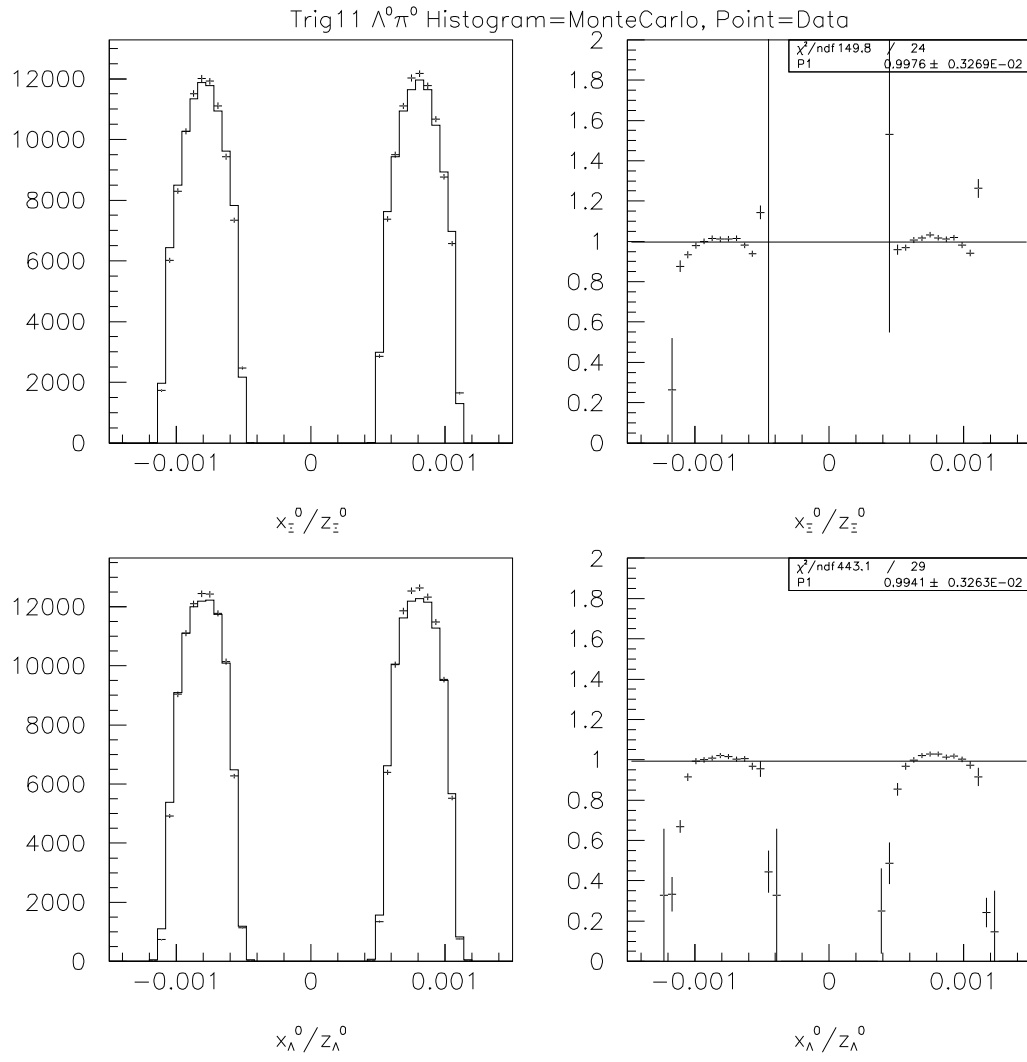 Trig11 Λ⁰π⁰ Histogram=MonteCarlo, Point=Data
12000
10000
8000
6000
4000
2000
0
−0.001 0 0.001
x_Ξ⁰/z_Ξ⁰
χ²/ndf 149.8 / 24
P1 0.9976 ± 0.3269E−02
2
1.8
1.6
1.4
1.2
1
0.8
0.6
0.4
0.2
0
−0.001 0 0.001
x_Ξ⁰/z_Ξ⁰
12000
10000
8000
6000
4000
2000
0
−0.001 0 0.001
x_Λ⁰/z_Λ⁰
χ²/ndf 443.1 / 29
P1 0.9941 ± 0.3263E−02
2
1.8
1.6
1.4
1.2
1
0.8
0.6
0.4
0.2
0
−0.001 0 0.001
x_Λ⁰/z_Λ⁰